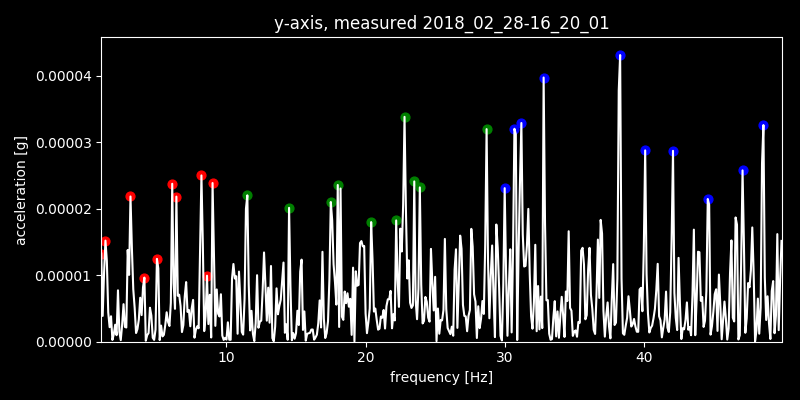 y-axis, measured 2018_02_28-16_20_01
0.00004
0.00003
0.00002
0.00001
0.00000
acceleration [g]
10 20 30 40
frequency [Hz]